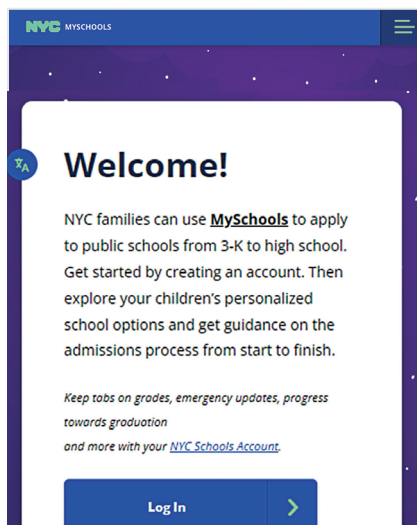 NYC MYSCHOOLS
Welcome!
NYC families can use MySchools to apply
to public schools from 3-K to high school.
Get started by creating an account. Then
explore your children’s personalized
school options and get guidance on the
admissions process from start to finish.
Keep tabs on grades, emergency updates, progress
towards graduation
and more with your NYC Schools Account.
Log In